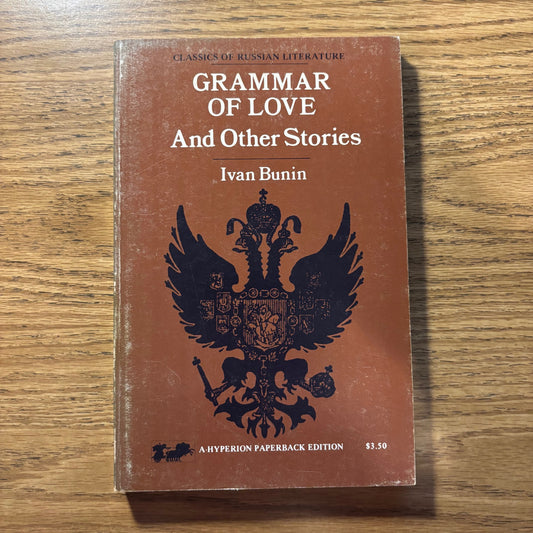 CLASSICS OF RUSSIAN LITERATURE
GRAMMAR
OF LOVE
And Other Stories
Ivan Bunin
A HYPERION PAPERBACK EDITION $3.50